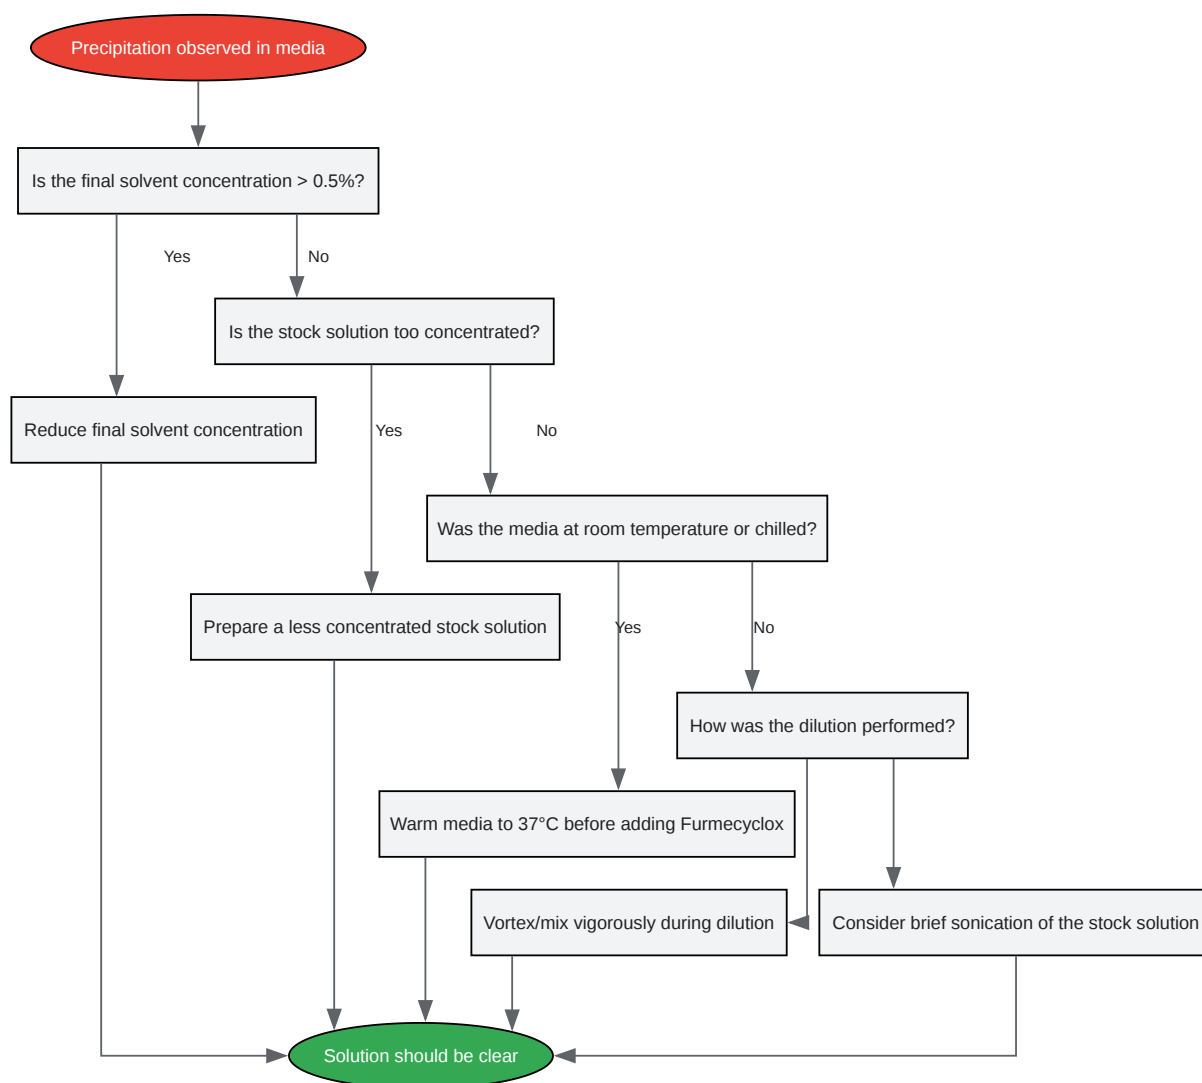 Precipitation observed in media
Is the final solvent concentration > 0.5%?
Yes
No
Is the stock solution too concentrated?
Reduce final solvent concentration
Yes
No
Was the media at room temperature or chilled?
Prepare a less concentrated stock solution
Yes
No
How was the dilution performed?
Warm media to 37°C before adding Furmecyclox
Vortex/mix vigorously during dilution
Consider brief sonication of the stock solution
Solution should be clear